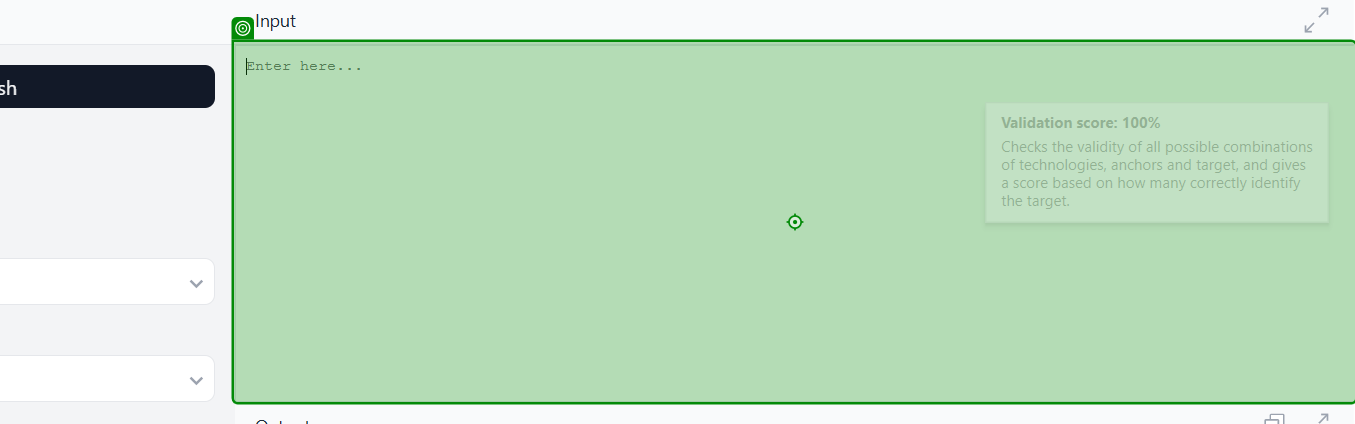 Input
sh
Enter here...
Validation score: 100%
Checks the validity of all possible combinations
of technologies, anchors and target, and gives
a score based on how many correctly identify
the target.